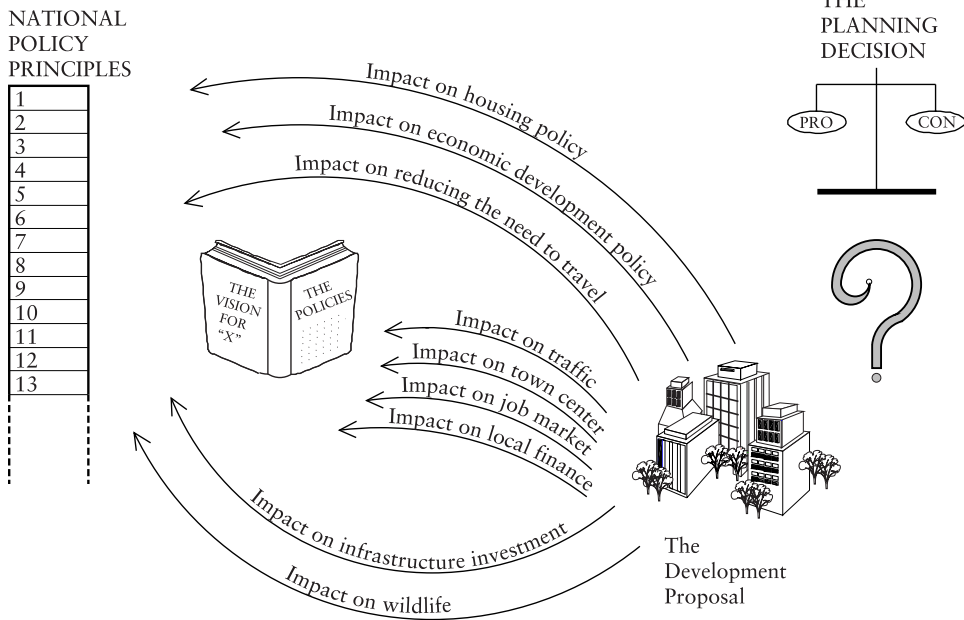 NATIONAL
POLICY
PRINCIPLES
1
2
3
4
5
6
7
8
9
10
11
12
13
Impact on housing policy
Impact on economic development policy
Impact on reducing the need to travel
THE
VISION
FOR
“X”
THE
POLICIES
Impact on traffic
Impact on town center
Impact on job market
Impact on local finance
Impact on infrastructure investment
Impact on wildlife
The
Development
Proposal
THE
PLANNING
DECISION
PRO
CON
?